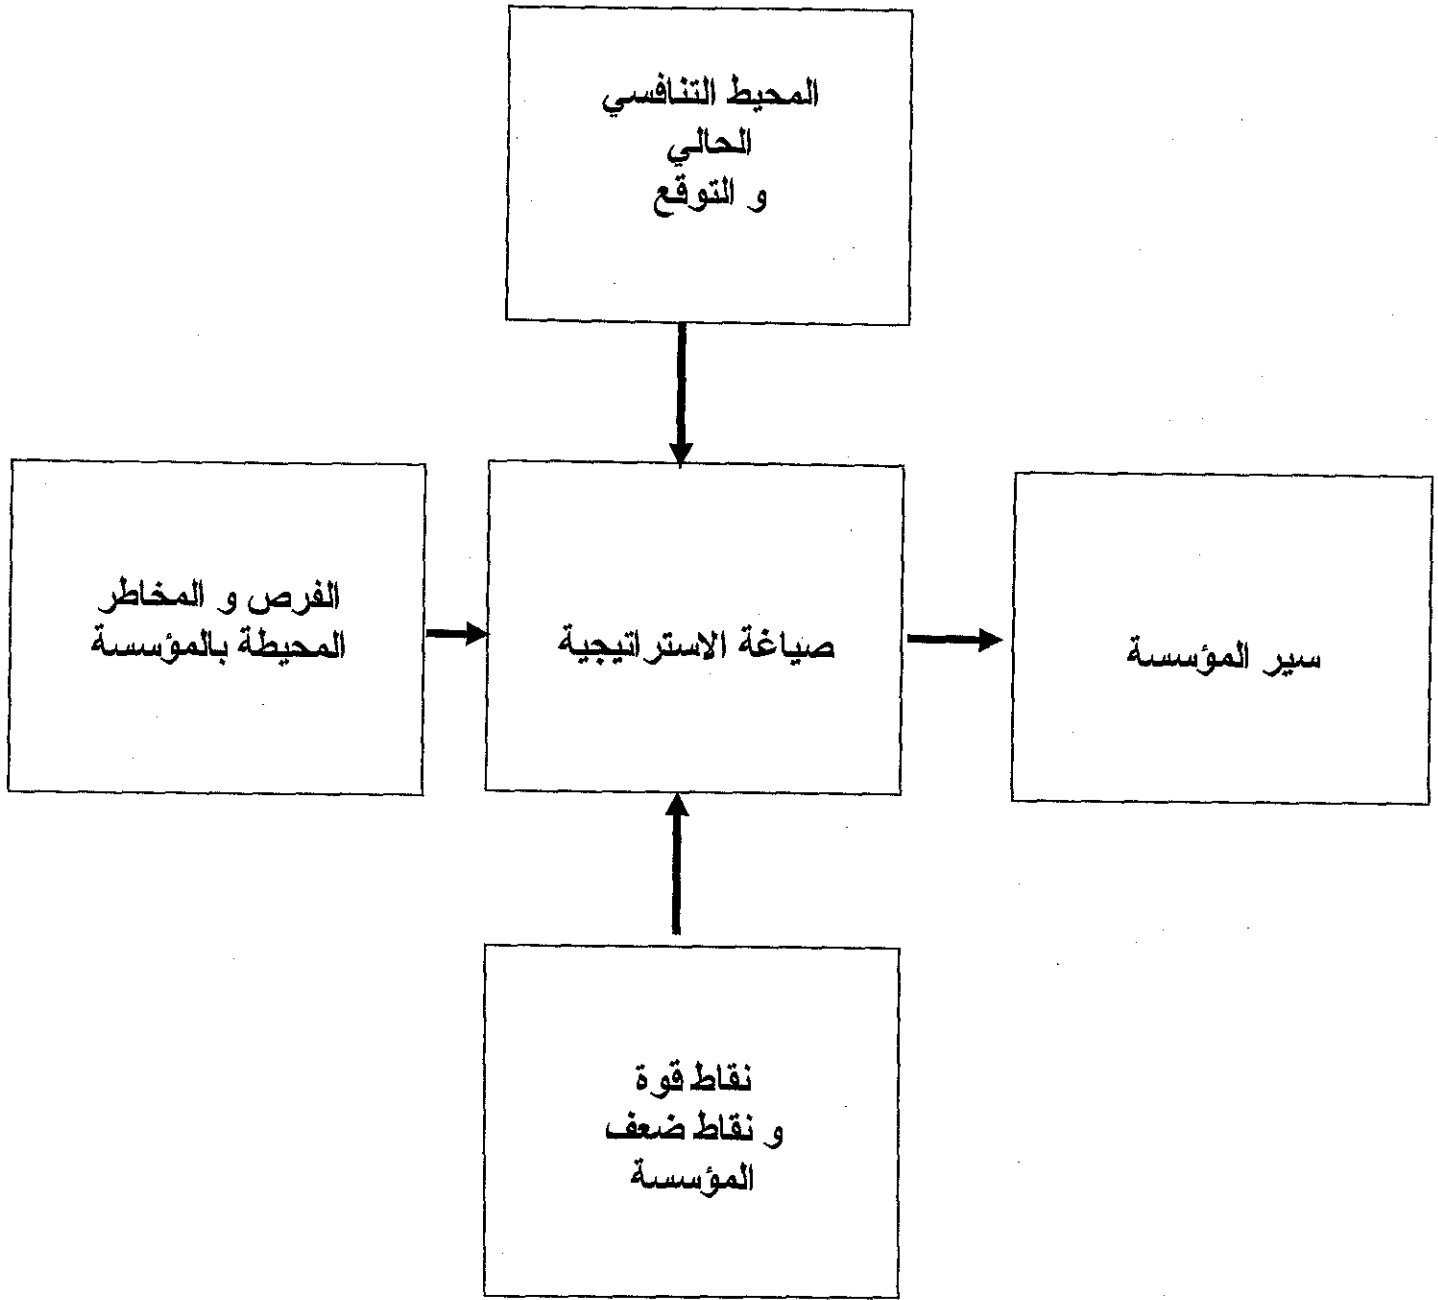 المحيط التنافسي
الحالي
و التوقع
الفرص و المخاطر
المحيطة بالمؤسسة
صياغة الاستراتيجية
سير المؤسسة
نقاط قوة
و نقاط ضعف
المؤسسة